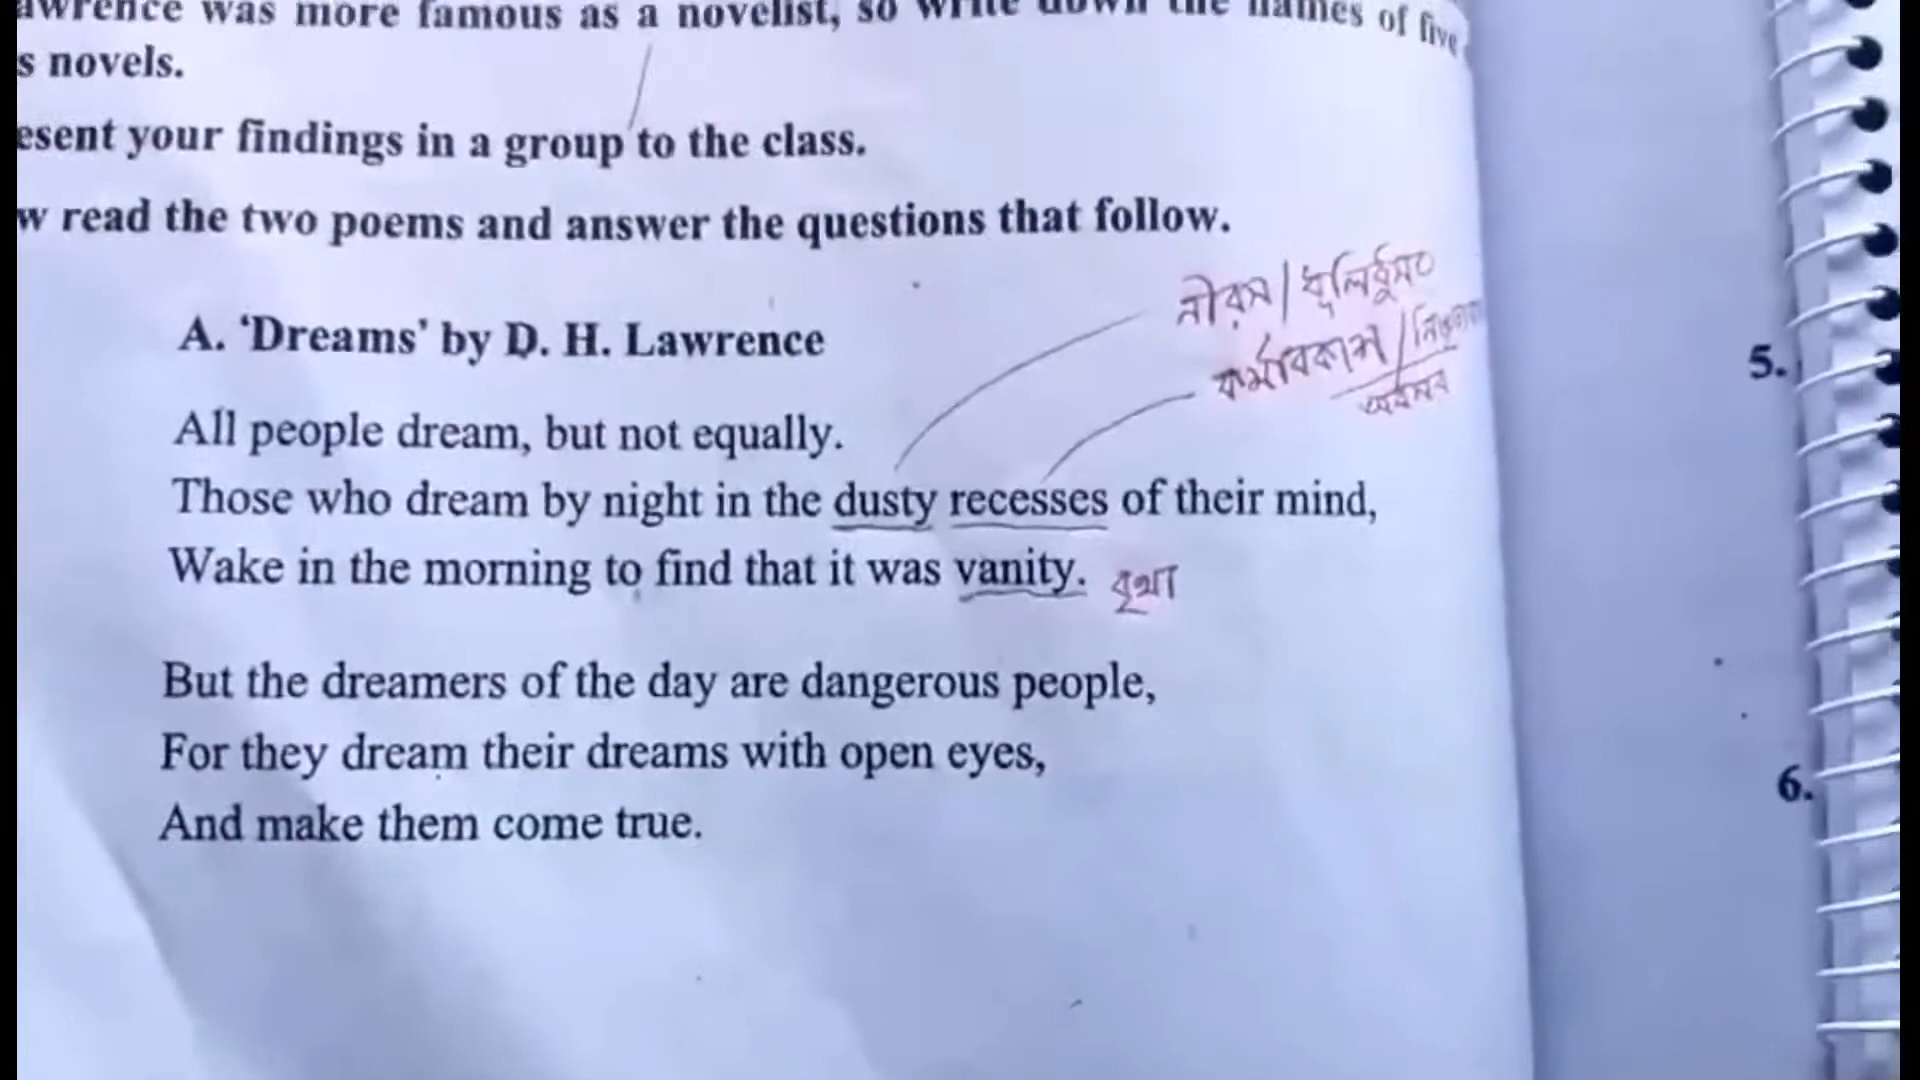 awrence was more famous as a novelist, so write down the names of five
s novels.
esent your findings in a group to the class.
w read the two poems and answer the questions that follow.
নীরস / ধূলিধুসর
কর্মবিকাশ / নিভৃত
অবসর
A. ‘Dreams’ by D. H. Lawrence
All people dream, but not equally.
Those who dream by night in the dusty recesses of their mind,
Wake in the morning to find that it was vanity. বৃথা
But the dreamers of the day are dangerous people,
For they dream their dreams with open eyes,
And make them come true.
5.
6.